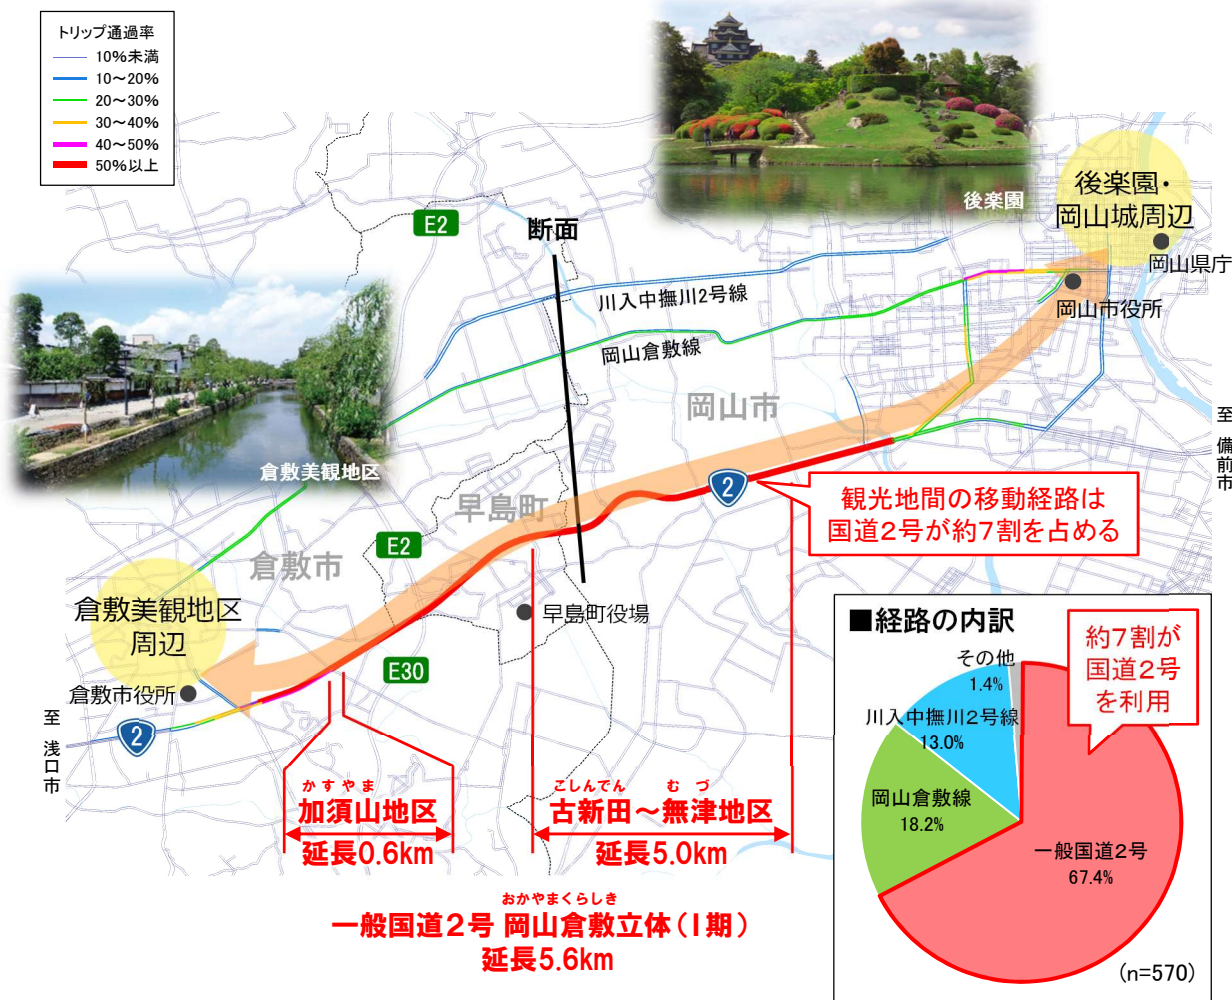 トリップ通過率
10%未満
10～20%
20～30%
30～40%
40～50%
50%以上
後楽園
後楽園・
岡山城周辺
岡山県庁
岡山市役所
E2
断面
川入中撫川2号線
岡山倉敷線
岡山市
至 備前市
倉敷美観地区
早島町
2
観光地間の移動経路は
国道2号が約7割を占める
E2
倉敷市
倉敷美観地区
周辺
早島町役場
E30
倉敷市役所
2
至 浅口市
かすやま
加須山地区
延長0.6km
こしんでん むづ
古新田～無津地区
延長5.0km
おかやまくらしき
一般国道2号 岡山倉敷立体(Ⅰ期)
延長5.6km
■経路の内訳
約7割が
国道2号
を利用
その他
1.4%
川入中撫川2号線
13.0%
岡山倉敷線
18.2%
一般国道2号
67.4%
(n=570)